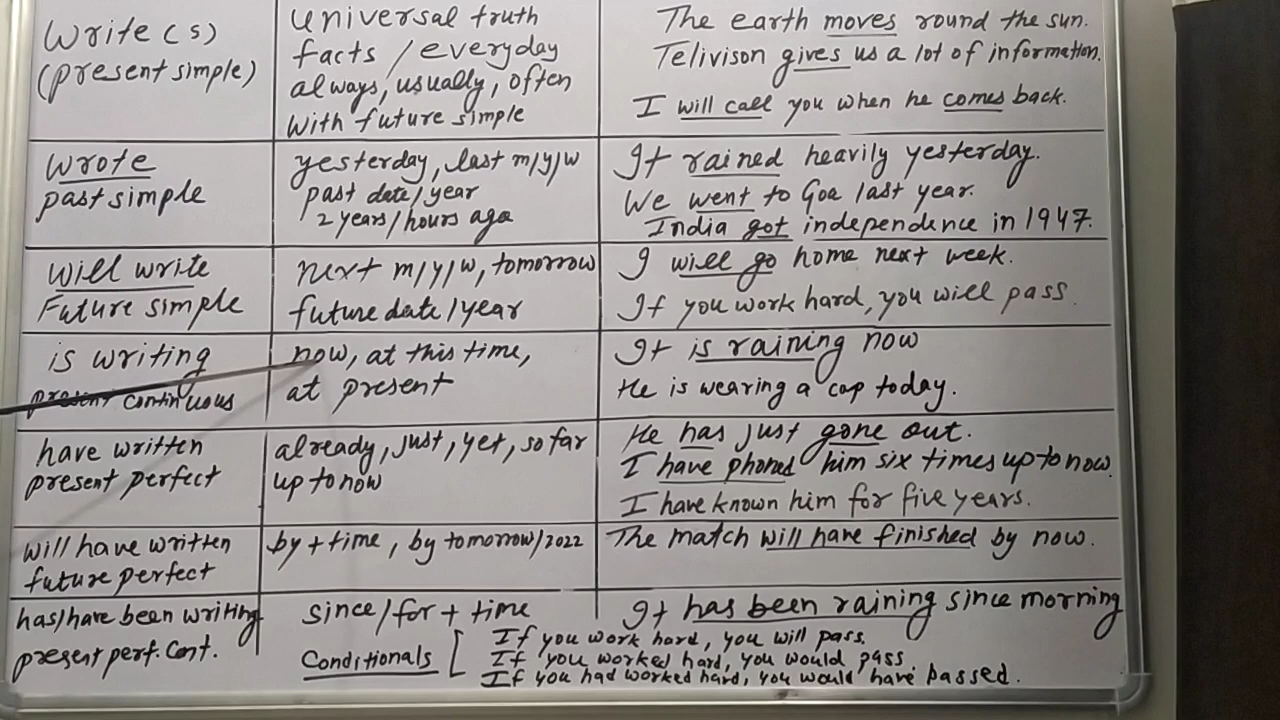 Write(s)
(present simple)
universal truth
facts / everyday
always, usually, often
with future simple
The earth moves round the sun.
Telivison gives us a lot of information.
I will call you when he comes back.
Wrote
past simple
yesterday, last m/y/w
past date/year
2 years/hours ago
It rained heavily yesterday.
We went to Goa last year.
India got independence in 1947.
will write
Future simple
next m/y/w, tomorrow
future date/year
I will go home next week.
If you work hard, you will pass.
is writing
present continuous
now, at this time,
at present
It is raining now
He is wearing a cap today.
have written
present perfect
already, just, yet, so far
up to now
He has just gone out.
I have phoned him six times up to now.
I have known him for five years.
will have written
future perfect
by + time, by tomorrow/2022
The match will have finished by now.
has/have been writing
present perf. cont.
since/for + time
It has been raining since morning
Conditionals
If you work hard, you will pass.
If you worked hard, you would pass.
If you had worked hard, you would have passed.